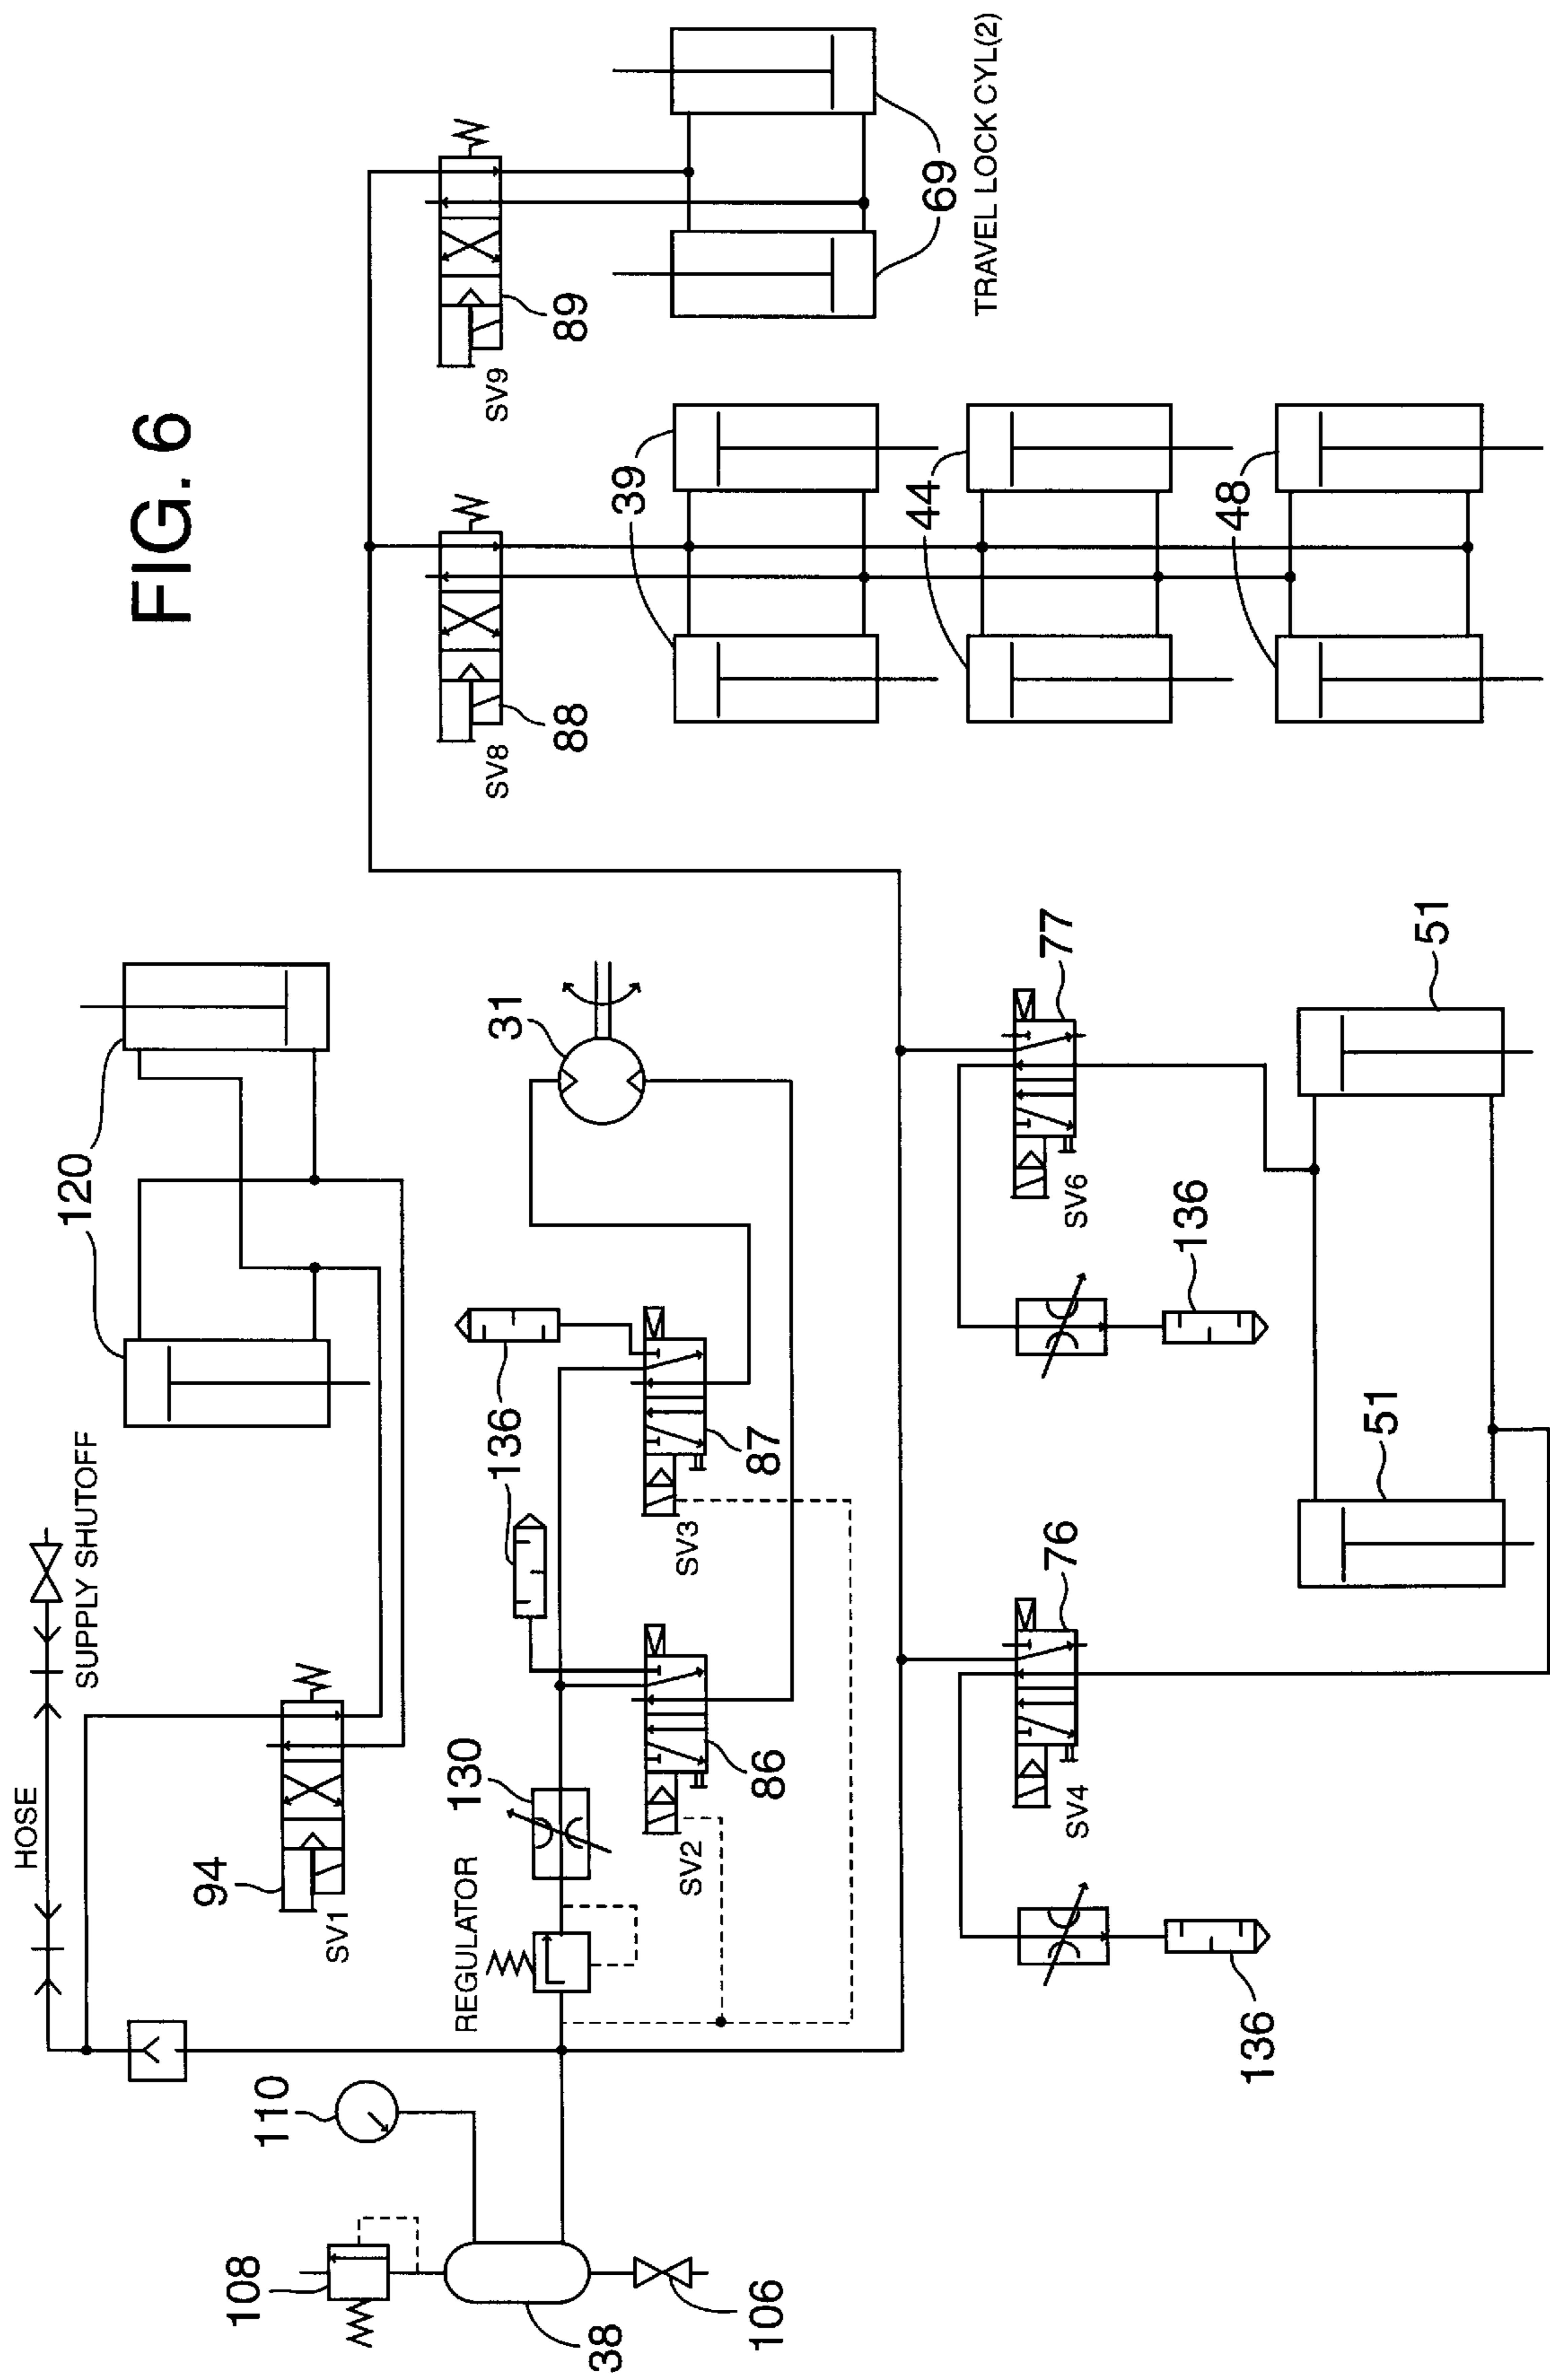 FIG. 6
HOSE
SUPPLY SHUTOFF
120
94
SV1
110
108
38
106
REGULATOR
130
136
136
31
86
SV2
87
SV3
88
SV8
89
SV9
39
44
48
69
TRAVEL LOCK CYL(2)
76
SV4
77
SV6
136
136
51
51